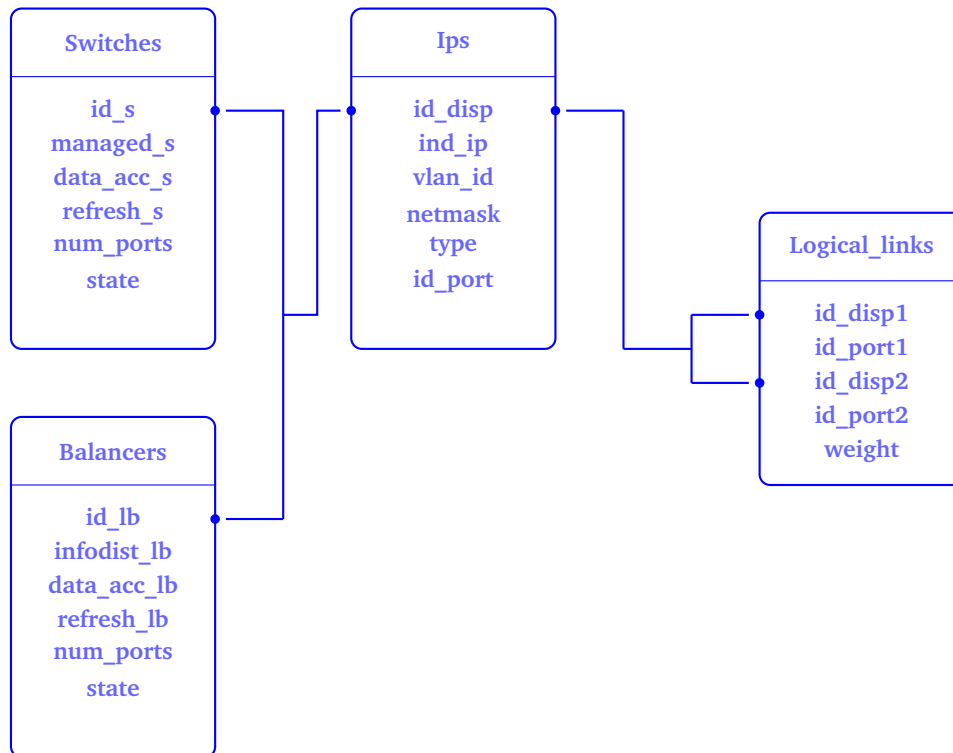 Switches
id_s
managed_s
data_acc_s
refresh_s
num_ports
state
Ips
id_disp
ind_ip
vlan_id
netmask
type
id_port
Logical_links
id_disp1
id_port1
id_disp2
id_port2
weight
Balancers
id_lb
infodist_lb
data_acc_lb
refresh_lb
num_ports
state